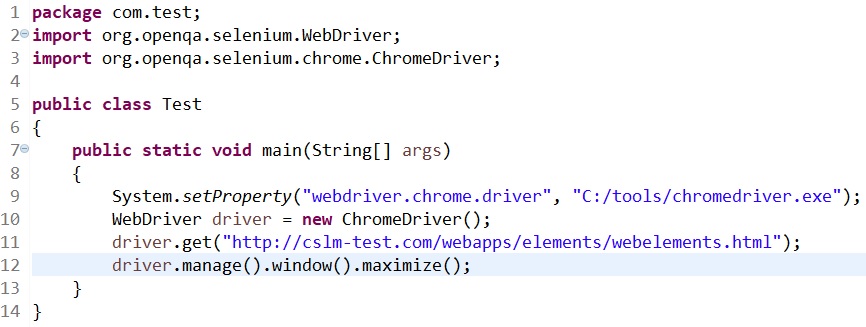 1 package com.test;
2 import org.openqa.selenium.WebDriver;
3 import org.openqa.selenium.chrome.ChromeDriver;
4
5 public class Test
6 {
7     public static void main(String[] args)
8     {
9         System.setProperty("webdriver.chrome.driver", "C:/tools/chromedriver.exe");
10         WebDriver driver = new ChromeDriver();
11         driver.get("http://cslm-test.com/webapps/elements/webelements.html");
12         driver.manage().window().maximize();
13     }
14 }